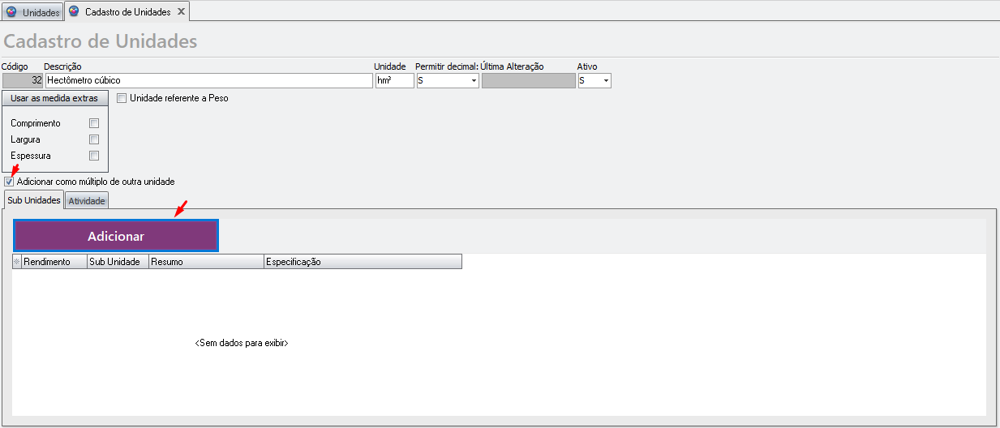 Unidades Cadastro de Unidades X
Cadastro de Unidades
Código Descrição Unidade Permitir decimal: Última Alteração Ativo
32 Hectômetro cúbico hm³ S S
Usar as medida extras Unidade referente a Peso
Comprimento
Largura
Espessura
Adicionar como múltiplo de outra unidade
Sub Unidades Atividade
Adicionar
Rendimento Sub Unidade Resumo Especificação
<Sem dados para exibir>